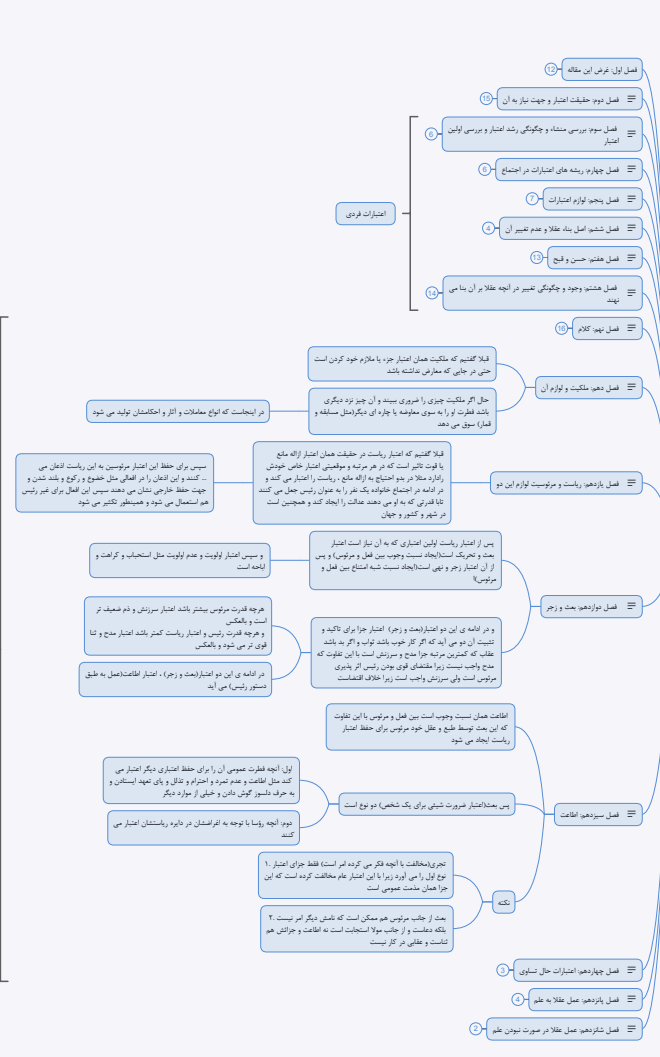 فصل اول: غرض این مقاله
12
فصل دوم: حقیقت اعتبار و جهت نیاز به آن
15
فصل سوم: بررسی منشاء و چگونگی رشد اعتبار و بررسی اولین
اعتبار
6
فصل چهارم: ریشه های اعتبارات در اجتماع
6
فصل پنجم: لوازم اعتبارات
7
فصل ششم: اصل بناء عقلا و عدم تغییر آن
4
فصل هفتم: حسن و قبح
13
فصل هشتم: وجود و چگونگی تغییر در آنچه عقلا بر آن بنا می
نهند
14
اعتبارات فردی
فصل نهم: کلام
16
فصل دهم: ملکیت و لوازم آن
قبلا گفتیم که ملکیت همان اعتبار جزء یا ملازم خود کردن است
حتی در جایی که معارض نداشته باشد
حال اگر ملکیت چیزی را ضروری ببیند و آن چیز نزد دیگری
باشد فطرت او را به سوی معاوضه یا چاره ای دیگر(مثل مسابقه و
قمار) سوق می دهد
در اینجاست که انواع معاملات و آثار و احکامشان تولید می شود
فصل یازدهم: ریاست و مرئوسیت لوازم این دو
قبلا گفتیم که اعتبار ریاست در حقیقت همان اعتبار ازاله مانع
یا قوت تاثیر است که در هر مرتبه و موقعیتی اعتبار خاص خودش
رادارد مثلا در بدو احتیاج به ازاله مانع ، ریاست را اعتبار می کند و
در ادامه در اجتماع خانواده یک نفر را به عنوان رئیس جعل می کنند
تابا قدرتی که به او می دهند عدالت را ایجاد کند و همچنین است
در شهر و کشور و جهان
سپس برای حفظ این اعتبار مرئوسین به این ریاست اذعان می
کنند و این اذعان را در افعالی مثل خضوع و رکوع و بلند شدن و ...
جهت حفظ خارجی نشان می دهند سپس این افعال برای غیر رئیس
هم استعمال می شود و همینطور تکثیر می شود
فصل دوازدهم: بعث و زجر
پس از اعتبار ریاست اولین اعتباری که به آن نیاز است اعتبار
بعث و تحریک است(ایجاد نسبت وجوب بین فعل و مرئوس) و پس
از آن اعتبار زجر و نهی است(ایجاد نسبت شبه امتناع بین فعل و
مرئوس)ا
و سپس اعتبار اولویت و عدم اولویت مثل استحباب و کراهت و
اباحه است
و در ادامه ی این دو اعتبار(بعث و زجر) اعتبار جزا برای تاکید و
تثبیت آن دو می آید که اگر کار خوب باشد ثواب و اگر بد باشد
عقاب که کمترین مرتبه جزا مدح و سرزنش است با این تفاوت که
مدح واجب نیست زیرا مقتضای قوی بودن رئیس اثر پذیری
مرئوس است ولی سرزنش واجب است زیرا خلاف اقتضاست
هرچه قدرت مرئوس بیشتر باشد اعتبار سرزنش و ذم ضعیف تر
است و بالعکس
و هرچه قدرت رئیس و اعتبار ریاست کمتر باشد اعتبار مدح و ثنا
قوی تر می شود و بالعکس
در ادامه ی این دو اعتبار(بعث و زجر) ، اعتبار اطاعت(عمل به طبق
دستور رئیس) می آید
فصل سیزدهم: اطاعت
اطاعت همان نسبت وجوب است بین فعل و مرئوس با این تفاوت
که این بعث توسط طبع و عقل خود مرئوس برای حفظ اعتبار
ریاست ایجاد می شود
پس بعث(اعتبار ضرورت شیئی برای یک شخص) دو نوع است
اول: آنچه فطرت عمومی آن را برای حفظ اعتباری دیگر اعتبار می
کند مثل اطاعت و عدم تمرد و احترام و تذلل و پای تعهد ایستادن و
به حرف دلسوز گوش دادن و خیلی از موارد دیگر
دوم: آنچه رؤسا با توجه به اغراضشان در دایره ریاستشان اعتبار می
کنند
نکته
۱. تجری(مخالفت با آنچه فکر می کرده امر است) فقط جزای اعتبار
نوع اول را می آورد زیرا با این اعتبار عام مخالفت کرده است که این
جزا همان مذمت عمومی است
۲. بعث از جانب مرئوس هم ممکن است که نامش دیگر امر نیست
بلکه دعاست و از جانب مولا استجابت است نه اطاعت و جزائش هم
ثناست و عقابی در کار نیست
فصل چهاردهم: اعتبارات حال تساوی
3
فصل پانزدهم: عمل عقلا به علم
4
فصل شانزدهم: عمل عقلا در صورت نبودن علم
2